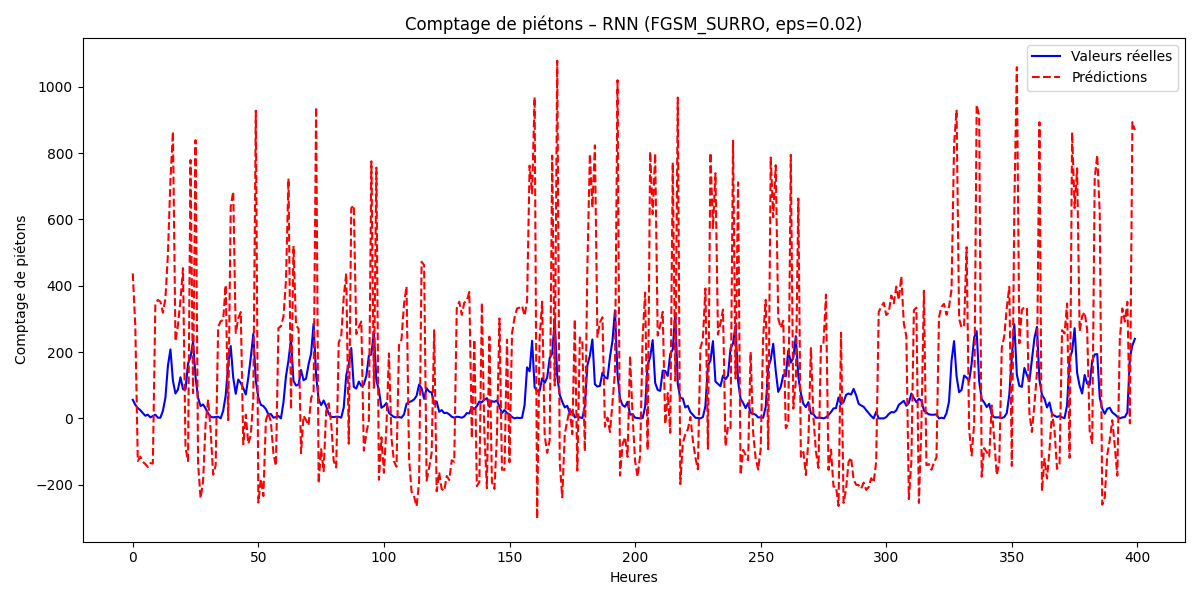 Comptage de piétons – RNN (FGSM_SURRO, eps=0.02)
Valeurs réelles
Prédictions
Comptage de piétons
1000
800
600
400
200
0
−200
0 50 100 150 200 250 300 350 400
Heures